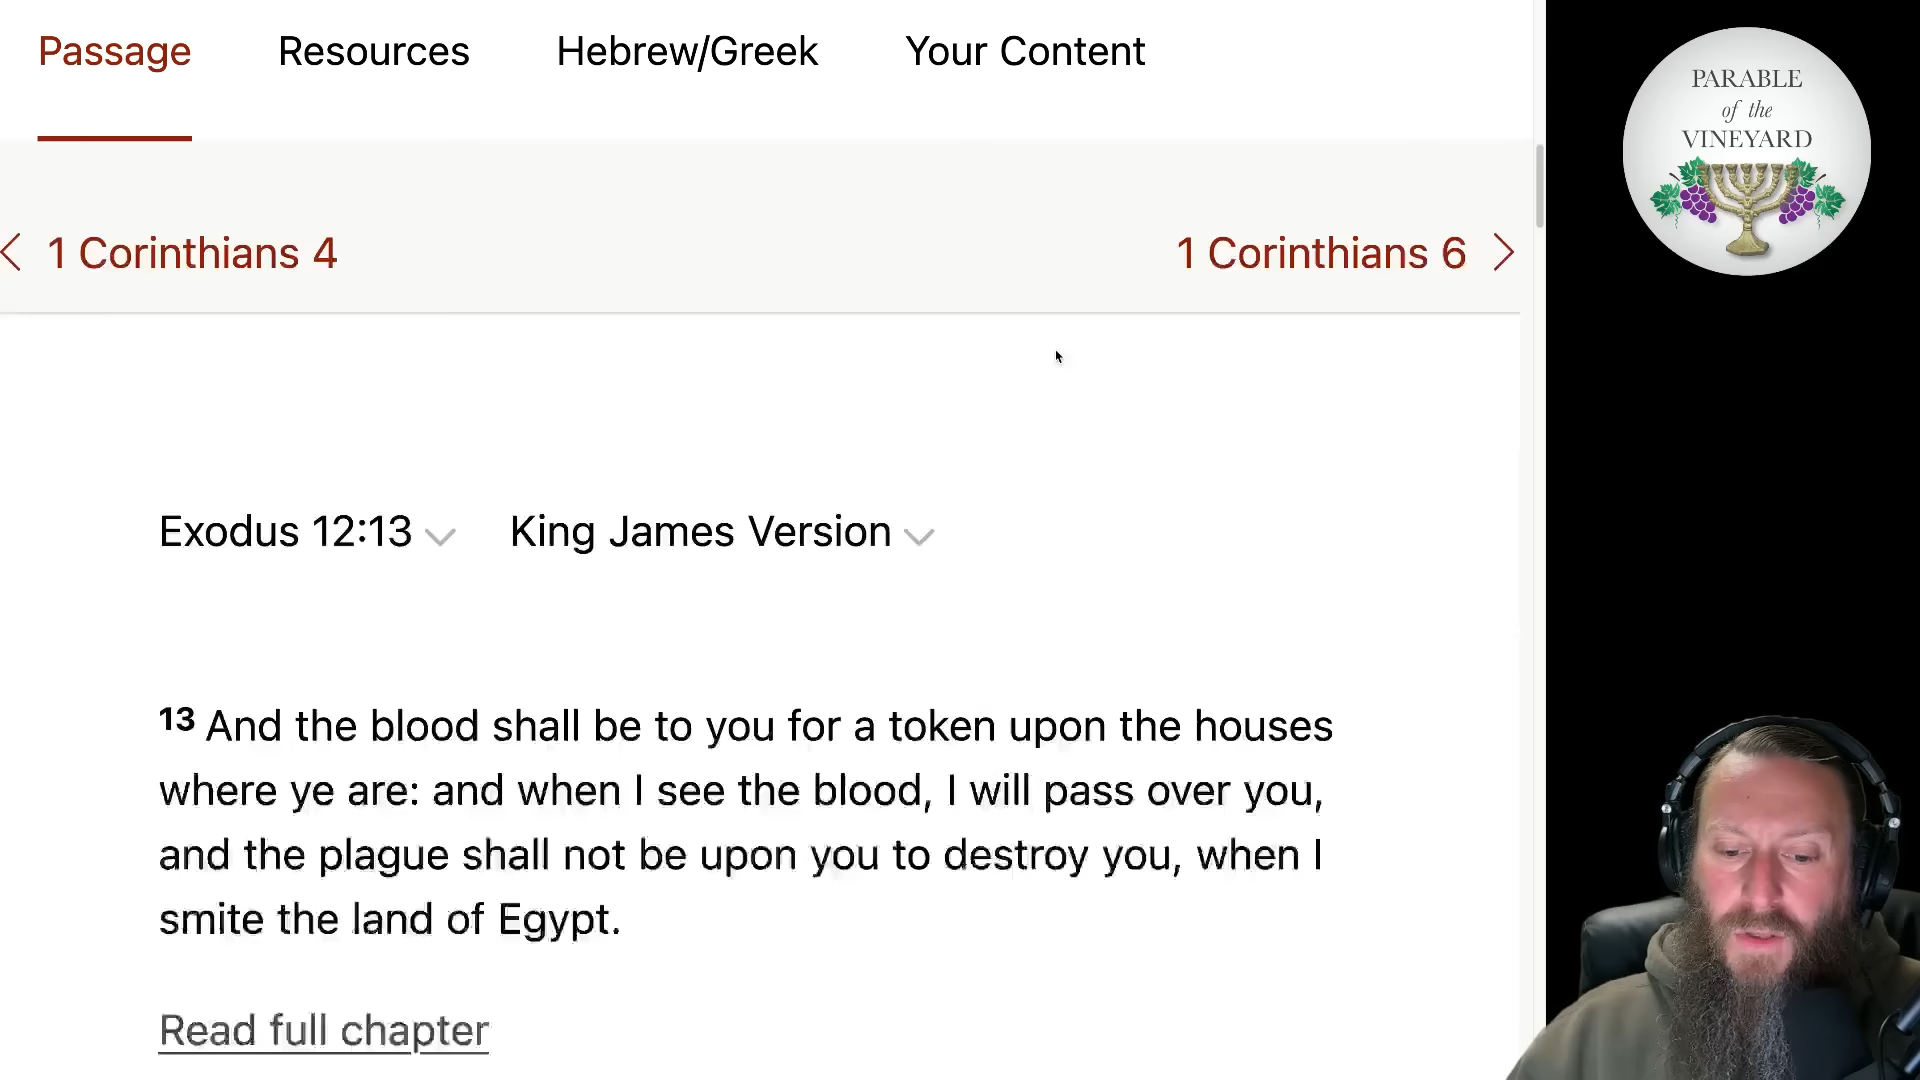 Passage Resources Hebrew/Greek Your Content
PARABLE
of the
VINEYARD
1 Corinthians 4 1 Corinthians 6
Exodus 12:13 King James Version
13 And the blood shall be to you for a token upon the houses
where ye are: and when I see the blood, I will pass over you,
and the plague shall not be upon you to destroy you, when I
smite the land of Egypt.
Read full chapter